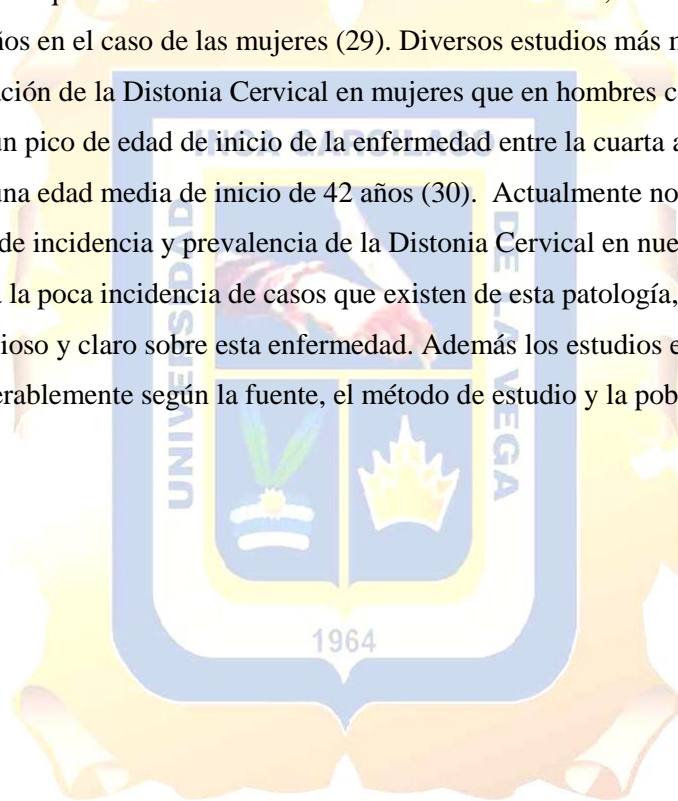 ños en el caso de las mujeres (29). Diversos estudios más
ación de la Distonia Cervical en mujeres que en hombres
un pico de edad de inicio de la enfermedad entre la cuarta
una edad media de inicio de 42 años (30). Actualmente no
de incidencia y prevalencia de la Distonia Cervical en nue
la poca incidencia de casos que existen de esta patología,
ioso y claro sobre esta enfermedad. Además los estudios
erablemente según la fuente, el método de estudio y la pob
INCA GARCILASO
UNIVERSIDAD
DE LA VEGA
1964